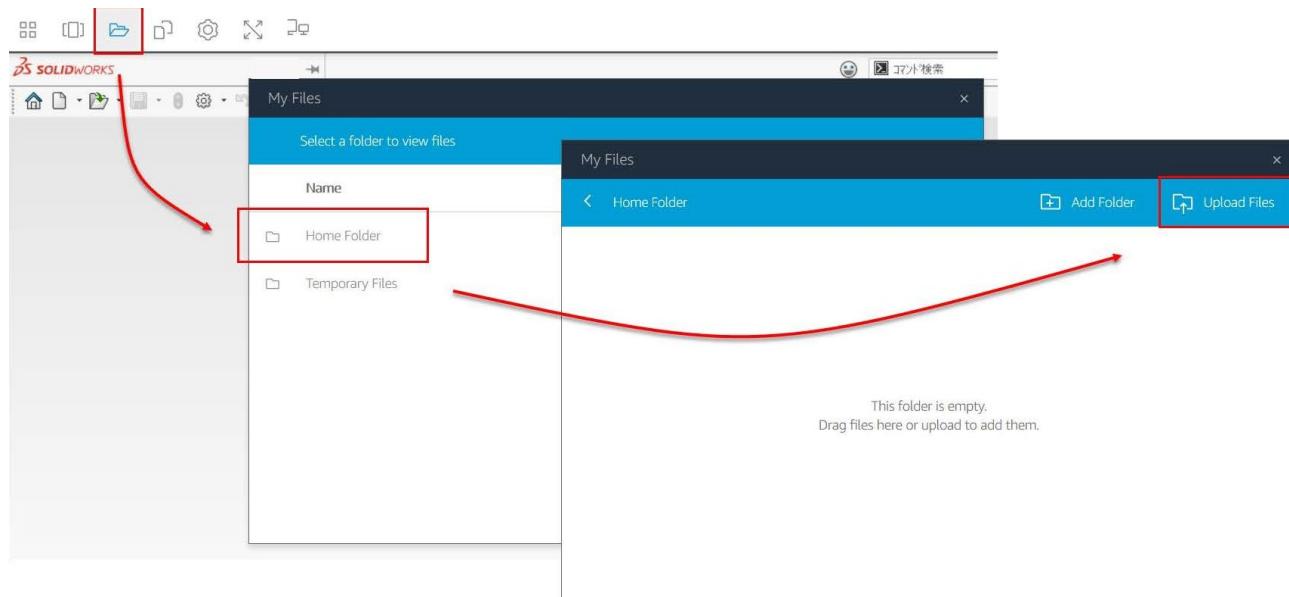 SOLIDWORKS
コマンド検索
My Files
Select a folder to view files
Name
Home Folder
Temporary Files
My Files
Home Folder
Add Folder
Upload Files
This folder is empty.
Drag files here or upload to add them.